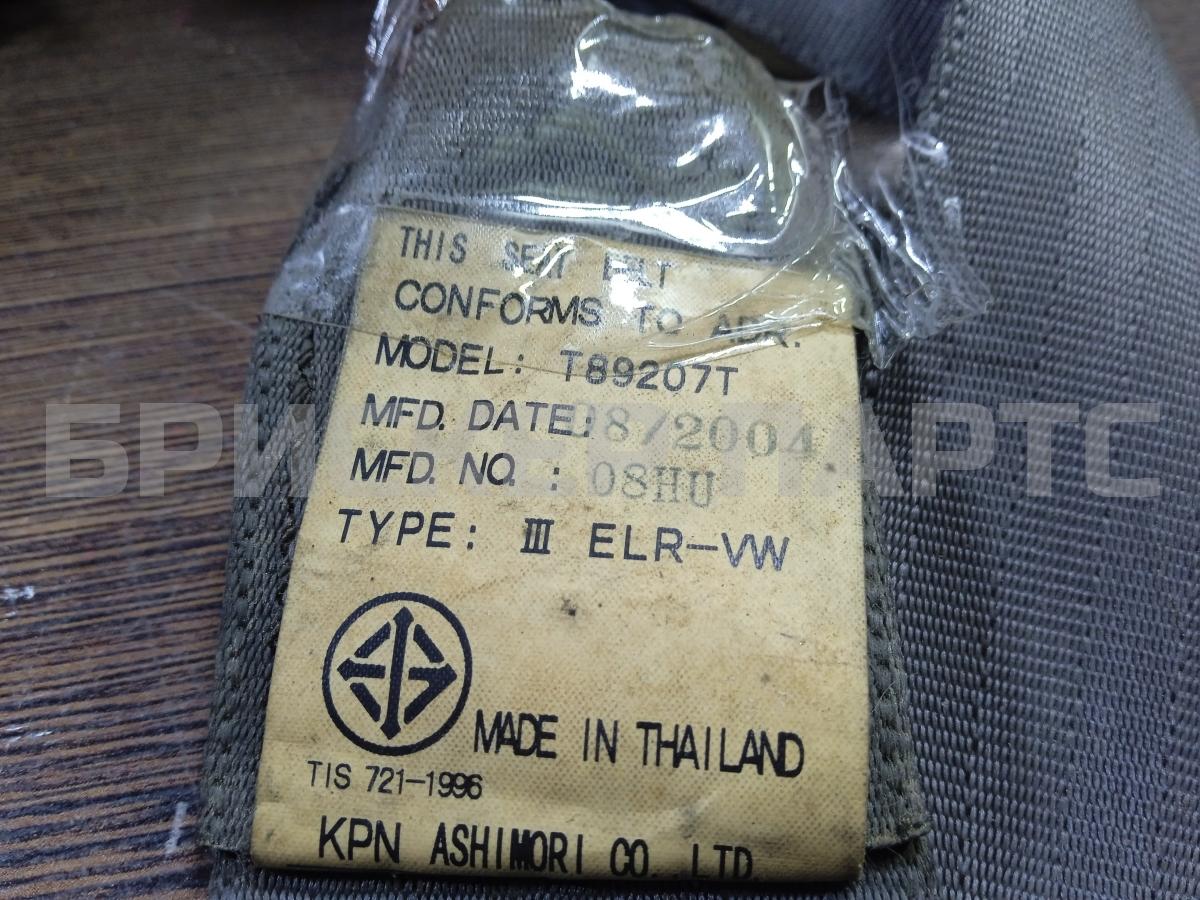 THIS SEAT BELT
CONFORMS TO ADR.
MODEL: T89207T
MFD. DATE: 08/2004.
MFD. NO. : 08HU
TYPE: III ELR-VW
MADE IN THAILAND
TIS 721-1996
KPN ASHIMORI CO.,LTD.